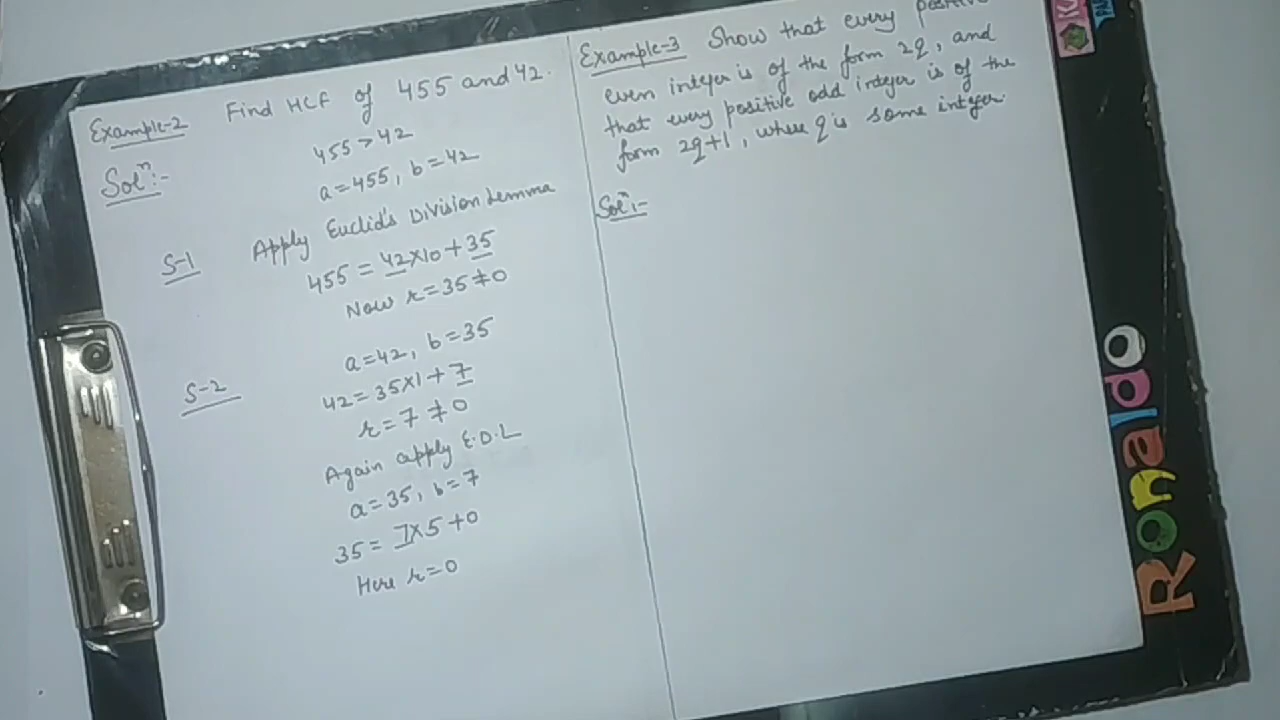 Example-2 Find HCF of 455 and 42.
Solⁿ:- 455 > 42
a=455, b=42
S-1 Apply Euclid's Division Lemma
455 = 42×10+35
Now r=35≠0
a=42, b=35
S-2 42=35×1+7
r=7≠0
Again apply E.D.L
a=35, b=7
35= 7×5+0
Here r=0
Example-3 Show that every positive
even integer is of the form 2q, and
that every positive odd integer is of the
form 2q+1, where q is some integer.
Solⁿ:-
Ronaldo